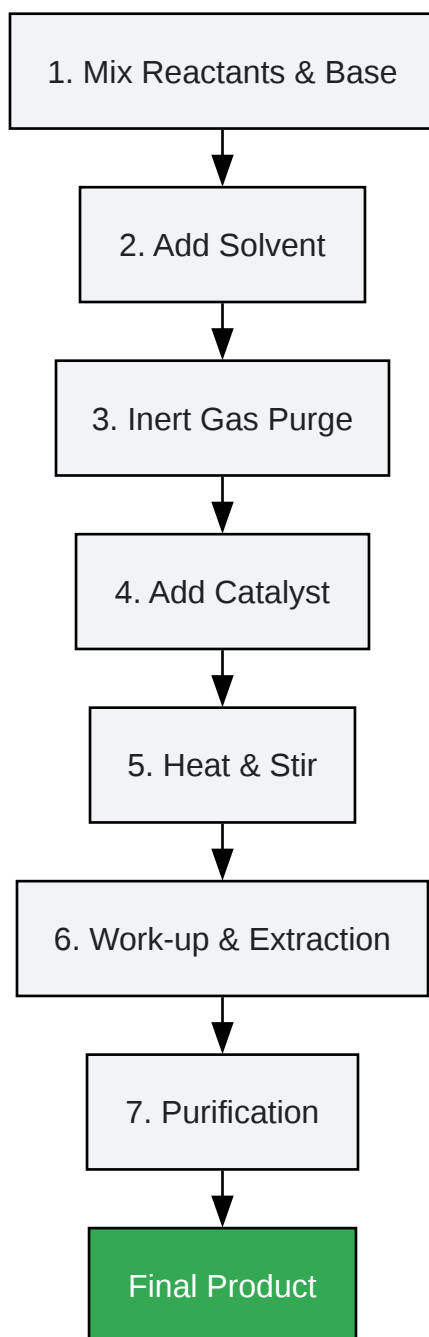 1. Mix Reactants & Base
2. Add Solvent
3. Inert Gas Purge
4. Add Catalyst
5. Heat & Stir
6. Work-up & Extraction
7. Purification
Final Product